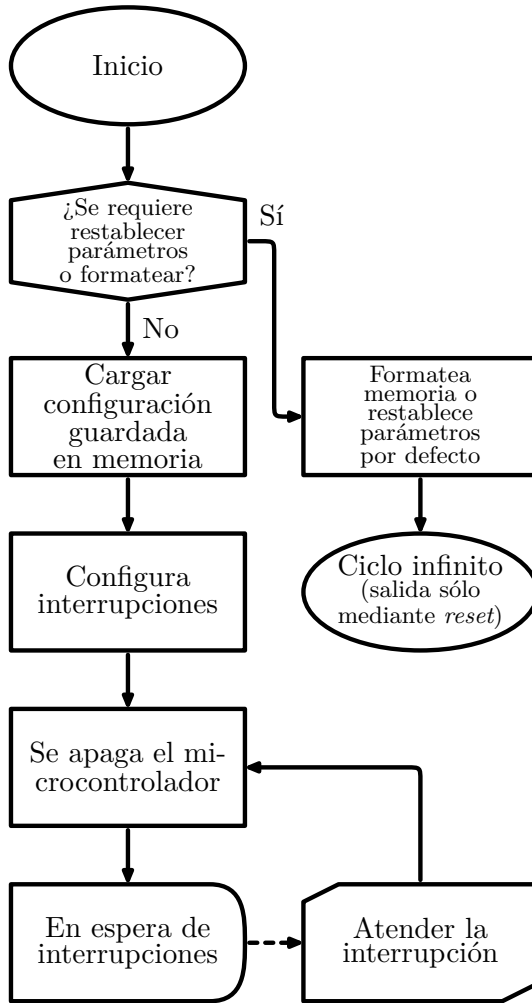 Inicio
¿Se requiere
restablecer
parámetros
o formatear?
Sí
No
Cargar
configuración
guardada
en memoria
Formatea
memoria o
restablece
parámetros
por defecto
Configura
interrupciones
Ciclo infinito
(salida sólo
mediante reset)
Se apaga el mi-
crocontrolador
En espera de
interrupciones
Atender la
interrupción